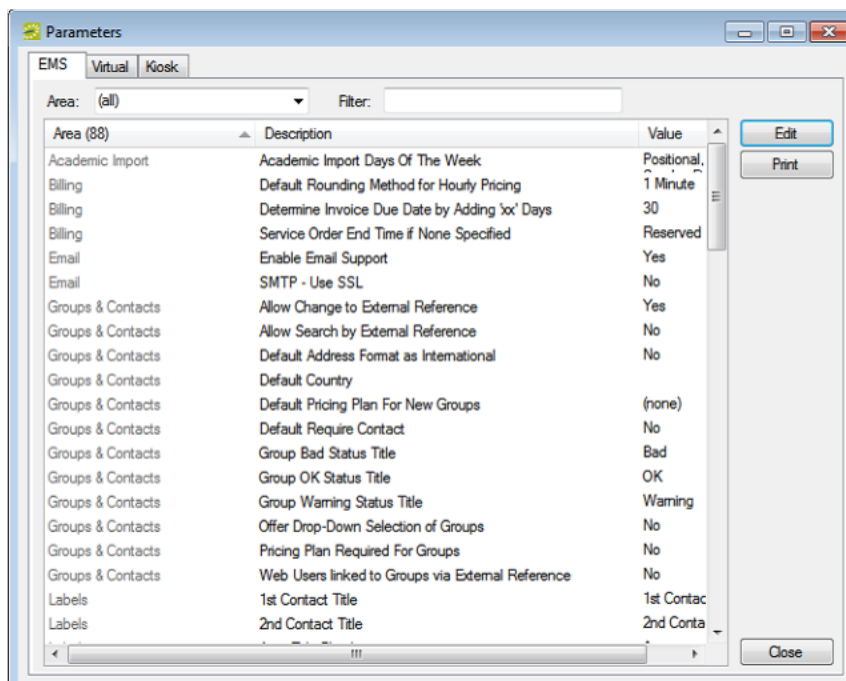 Parameters
EMS Virtual Kiosk
Area: (all) Filter:
Area (88) Description Value
Edit
Print
Academic Import Academic Import Days Of The Week Positional,
Billing Default Rounding Method for Hourly Pricing 1 Minute
Billing Determine Invoice Due Date by Adding 'xx' Days 30
Billing Service Order End Time if None Specified Reserved
Email Enable Email Support Yes
Email SMTP - Use SSL No
Groups & Contacts Allow Change to External Reference Yes
Groups & Contacts Allow Search by External Reference No
Groups & Contacts Default Address Format as International No
Groups & Contacts Default Country
Groups & Contacts Default Pricing Plan For New Groups (none)
Groups & Contacts Default Require Contact No
Groups & Contacts Group Bad Status Title Bad
Groups & Contacts Group OK Status Title OK
Groups & Contacts Group Warning Status Title Warning
Groups & Contacts Offer Drop-Down Selection of Groups No
Groups & Contacts Pricing Plan Required For Groups No
Groups & Contacts Web Users linked to Groups via External Reference No
Labels 1st Contact Title 1st Contac
Labels 2nd Contact Title 2nd Conta
Close